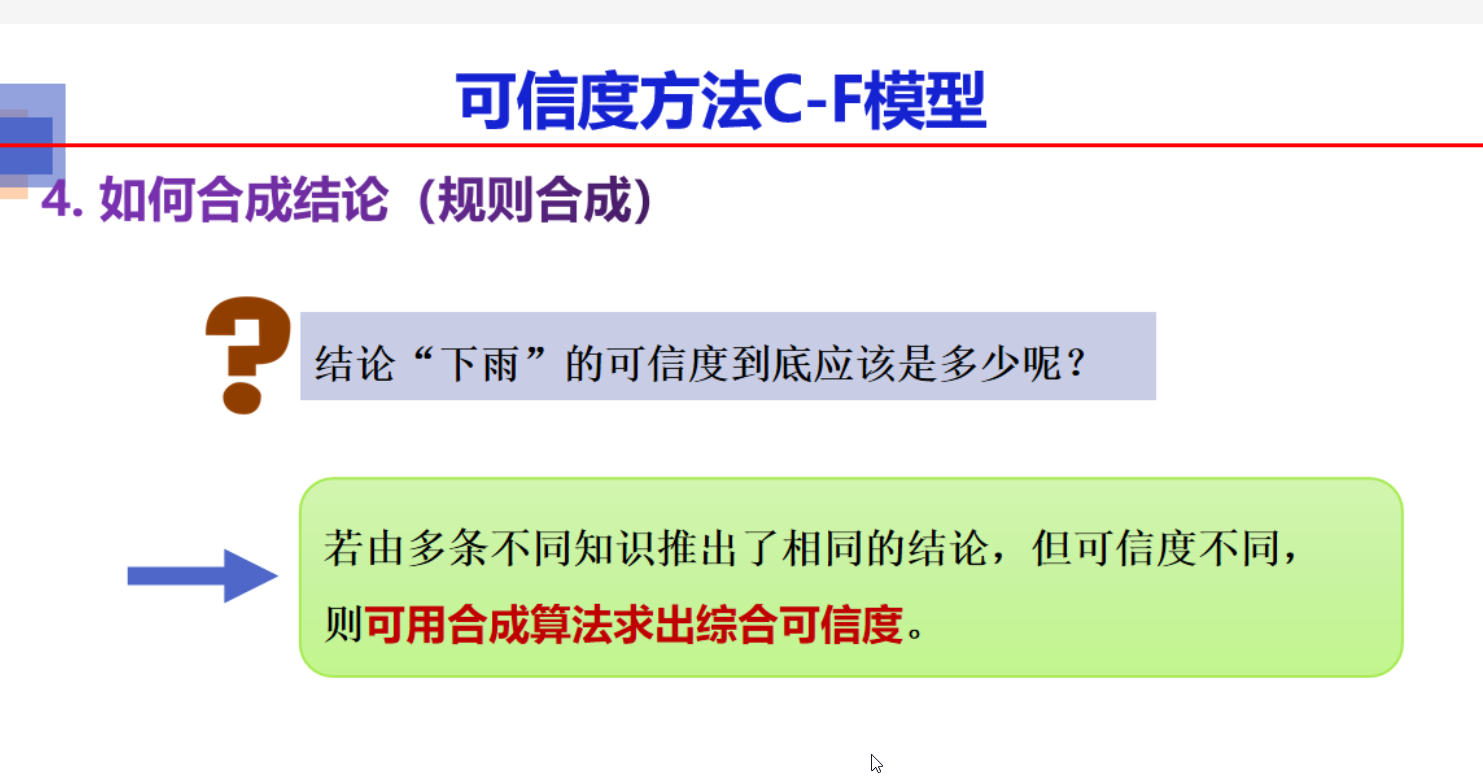 可信度方法C-F模型
4. 如何合成结论（规则合成）
?
结论“下雨”的可信度到底应该是多少呢？
若由多条不同知识推出了相同的结论，但可信度不同，
则可用合成算法求出综合可信度。